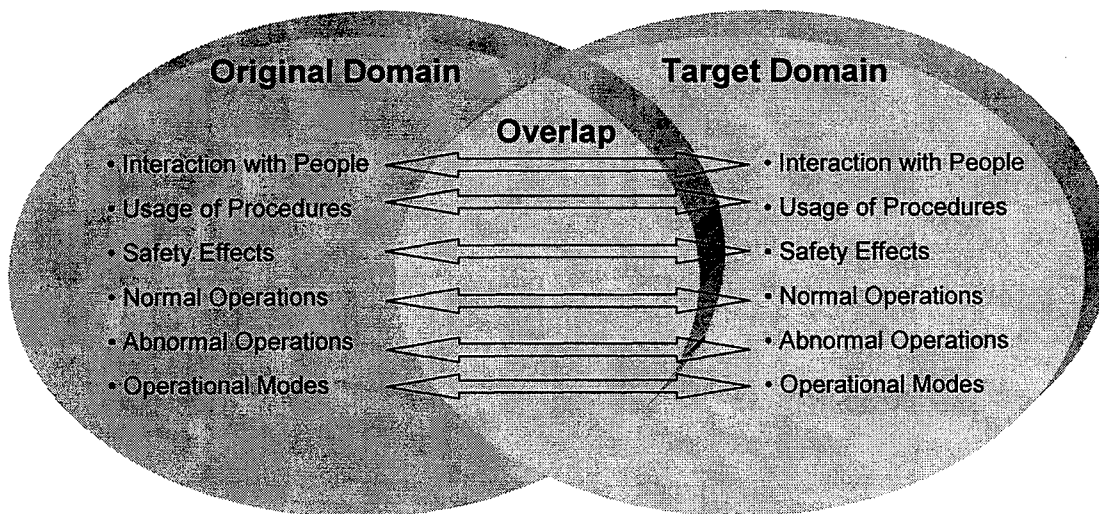 Original Domain
Target Domain
Overlap
• Interaction with People
• Usage of Procedures
• Safety Effects
• Normal Operations
• Abnormal Operations
• Operational Modes
• Interaction with People
• Usage of Procedures
• Safety Effects
• Normal Operations
• Abnormal Operations
• Operational Modes